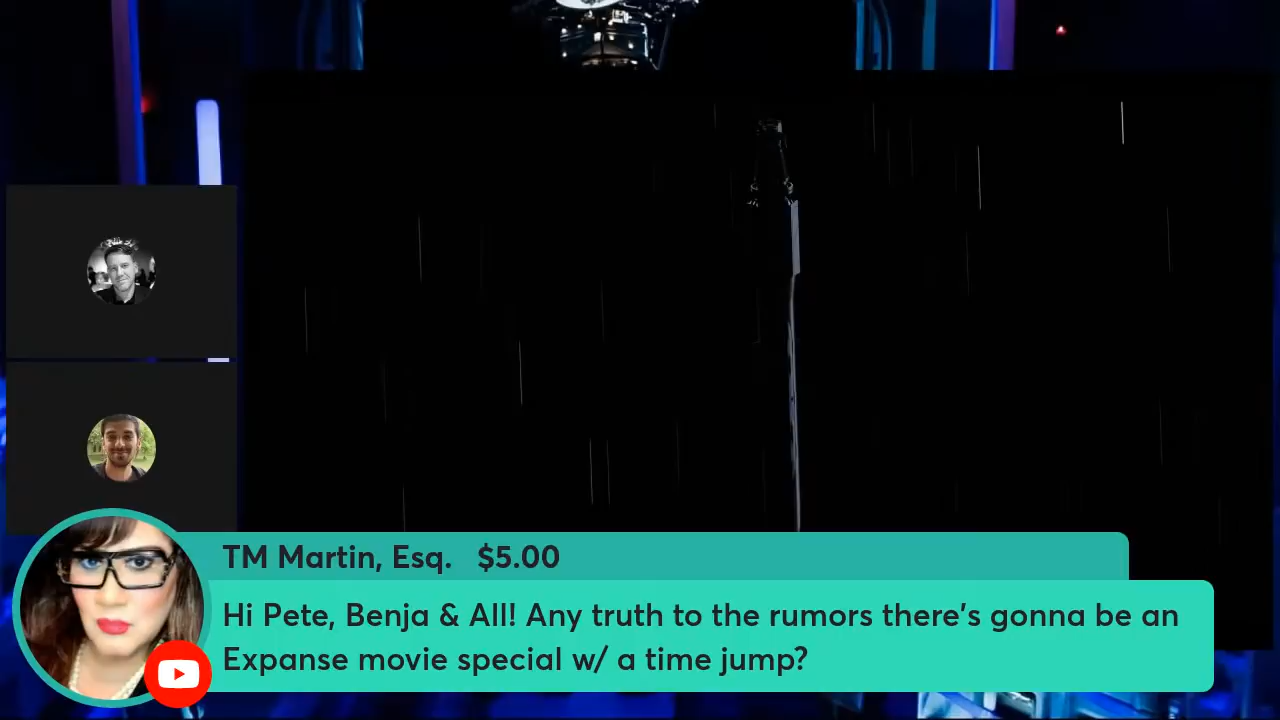 TM Martin, Esq. $5.00
Hi Pete, Benja & All! Any truth to the rumors there's gonna be an
Expanse movie special w/ a time jump?